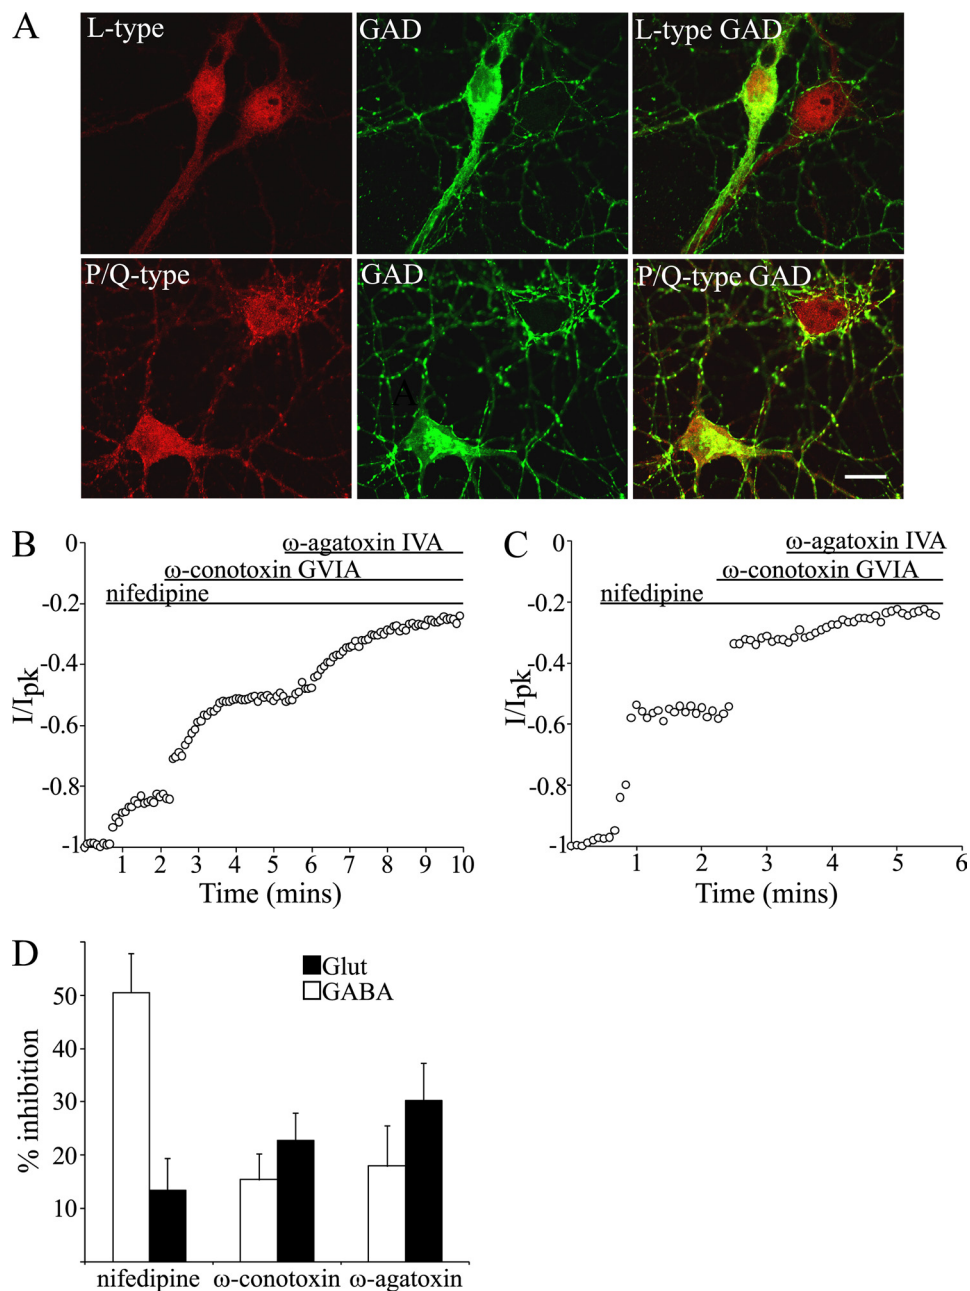 A
L-type
GAD
L-type GAD
P/Q-type
GAD
P/Q-type GAD
A
B
0
-0.2
-0.4
-0.6
-0.8
-1
I/Ipk
ω-agatoxin IVA
ω-conotoxin GVIA
nifedipine
1 2 3 4 5 6 7 8 9 10
Time (mins)
C
0
-0.2
-0.4
-0.6
-0.8
-1
I/Ipk
ω-agatoxin IVA
ω-conotoxin GVIA
nifedipine
1 2 3 4 5 6
Time (mins)
D
Glut
GABA
50
40
30
20
10
% inhibition
nifedipine ω-conotoxin ω-agatoxin